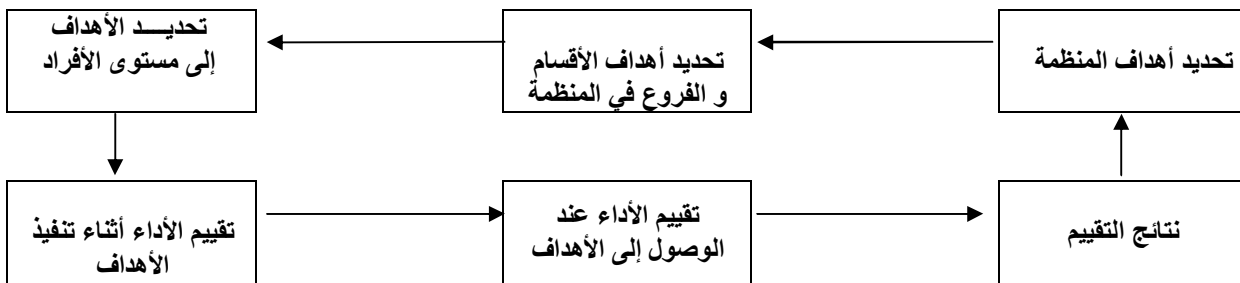 تحديد أهداف المنظمة
تحديد أهداف الأقسام
و الفروع في المنظمة
تحديـــد الأهداف
إلى مستوى الأفراد
تقييم الأداء أثناء تنفيذ
الأهداف
تقييم الأداء عند
الوصول إلى الأهداف
نتائج التقييم